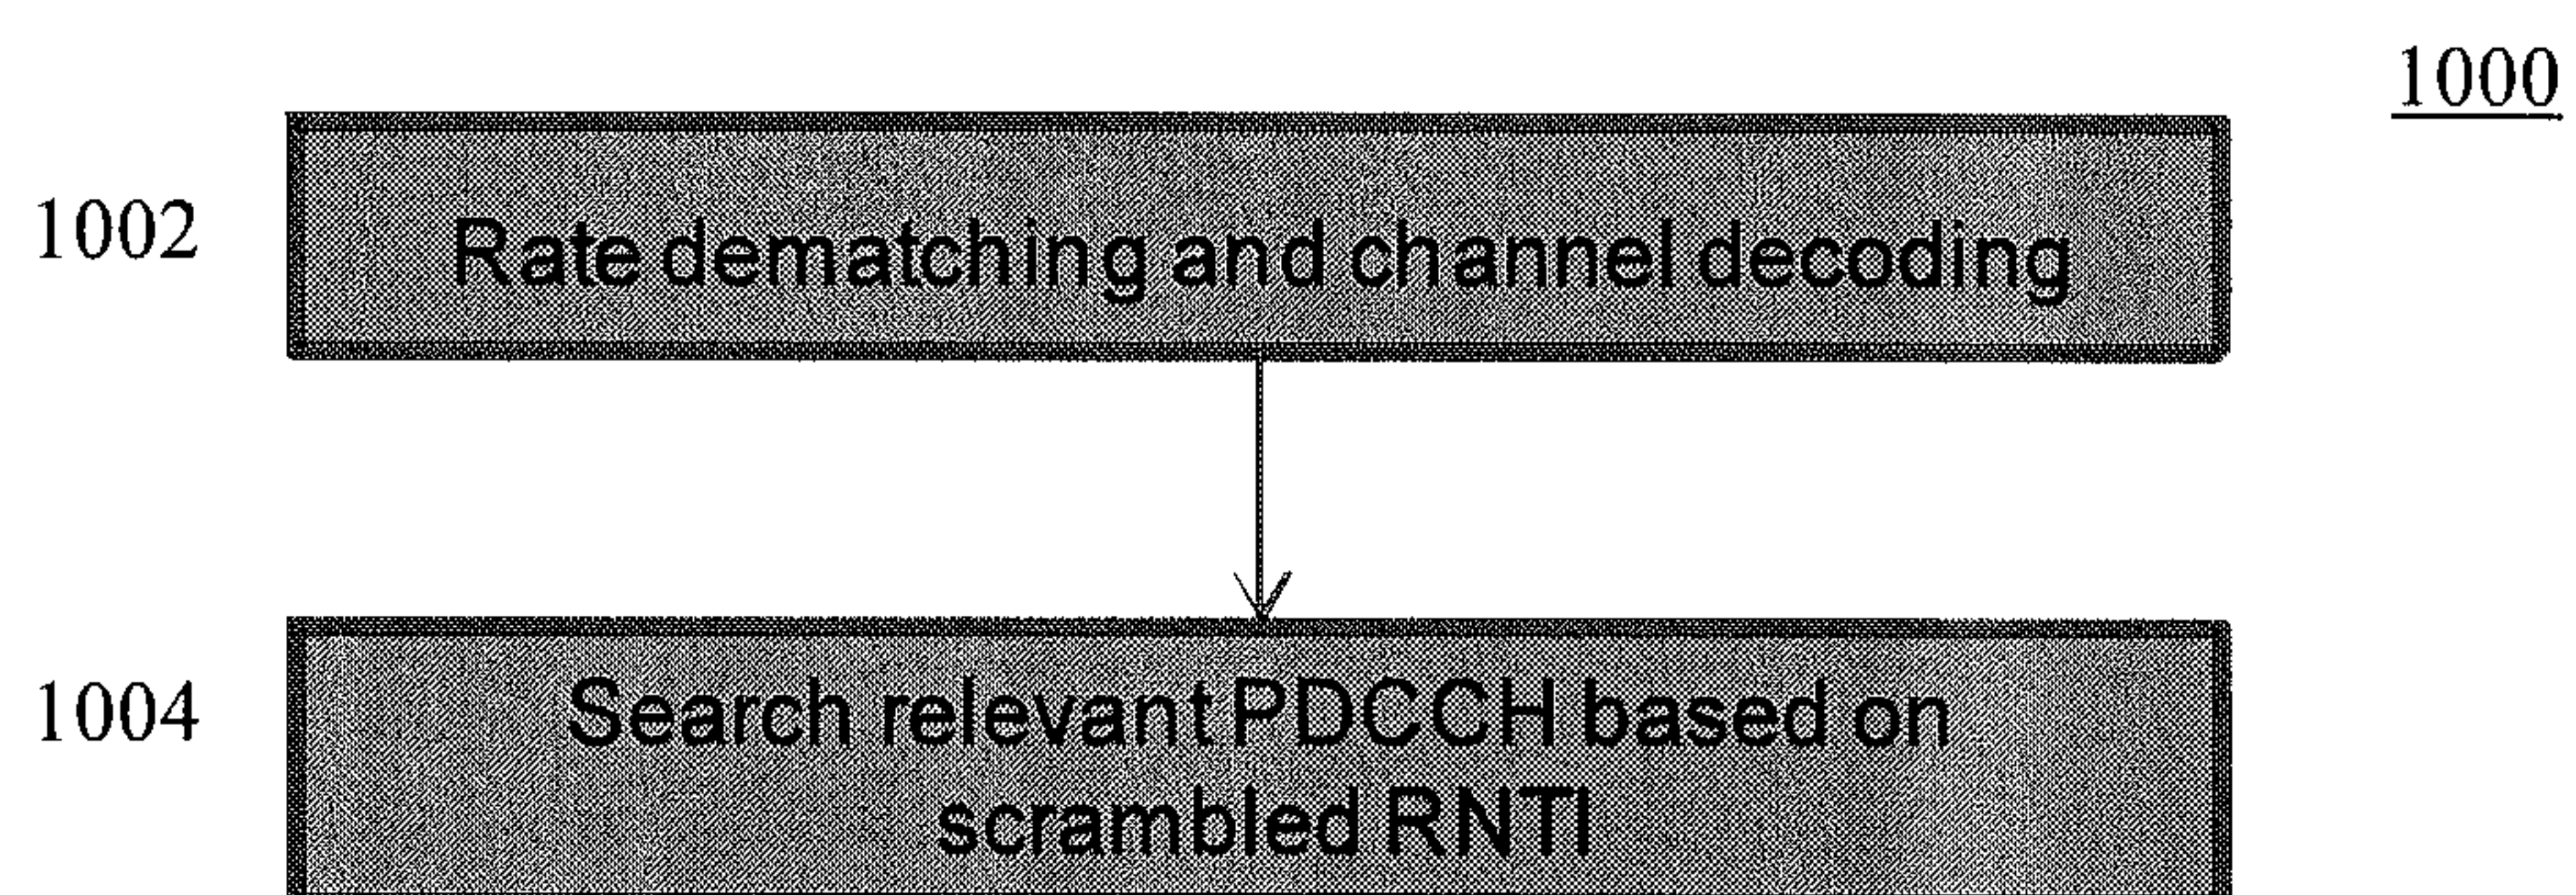 1000
1002
Rate dematching and channel decoding
1004
Search relevant PDCCH based on
scrambled RNTI